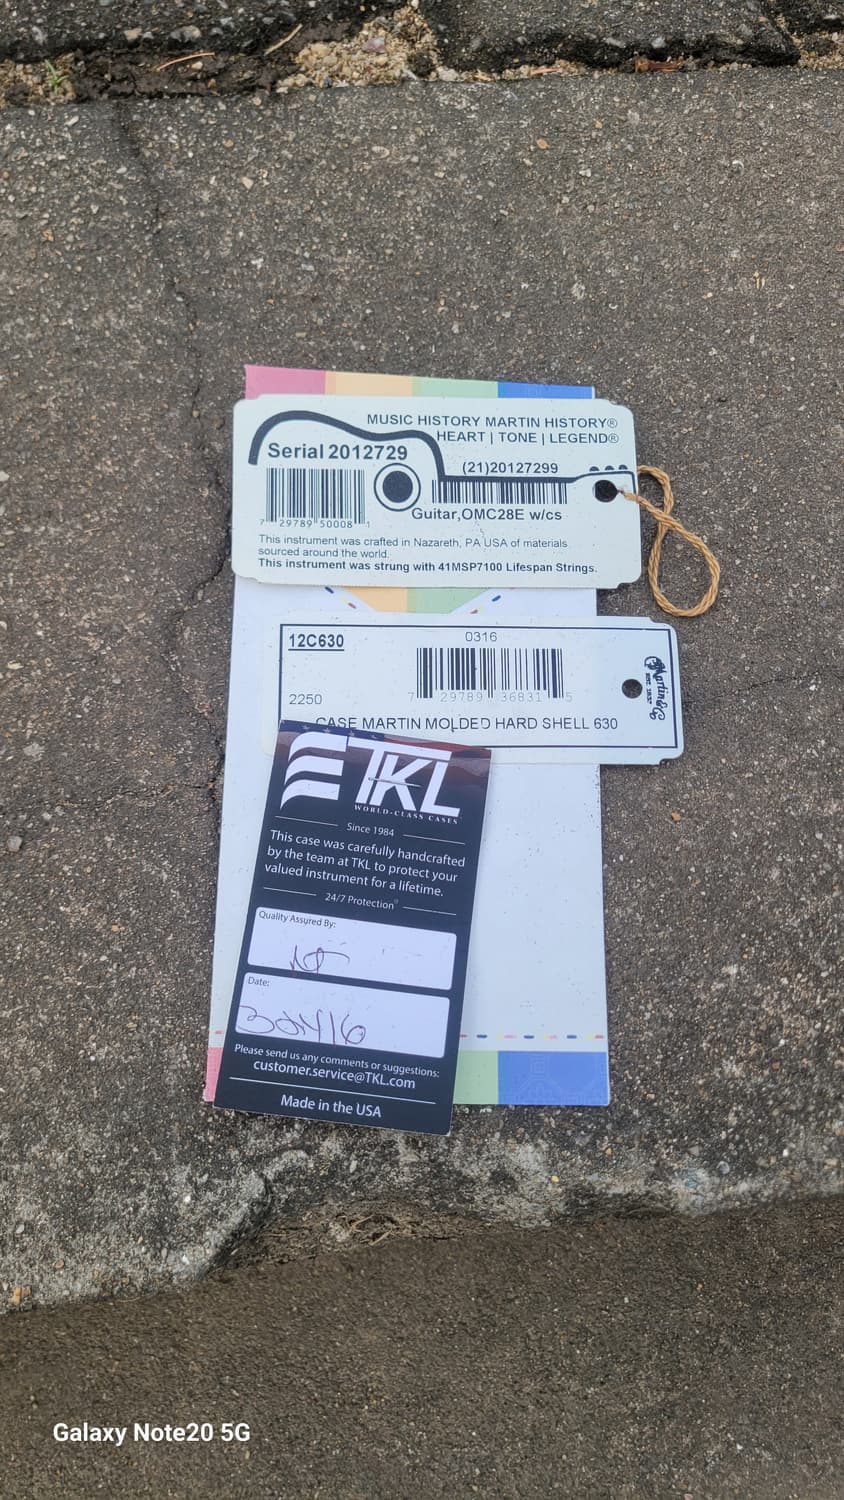 MUSIC HISTORY MARTIN HISTORY®
HEART | TONE | LEGEND®
Serial 2012729
(21)20127299
7 29789 50008 1
Guitar,OMC28E w/cs
This instrument was crafted in Nazareth, PA USA of materials
sourced around the world.
This instrument was strung with 41MSP7100 Lifespan Strings.
12C630
0316
7 29789 36831 5
2250
CASE MARTIN MOLDED HARD SHELL 630
Martin & Co
EST. 1833
TKL
WORLD-CLASS CASES
Since 1984
This case was carefully handcrafted
by the team at TKL to protect your
valued instrument for a lifetime.
24/7 Protection®
Quality Assured By:
Date:
Please send us any comments or suggestions:
customer.service@TKL.com
Made in the USA
Galaxy Note20 5G